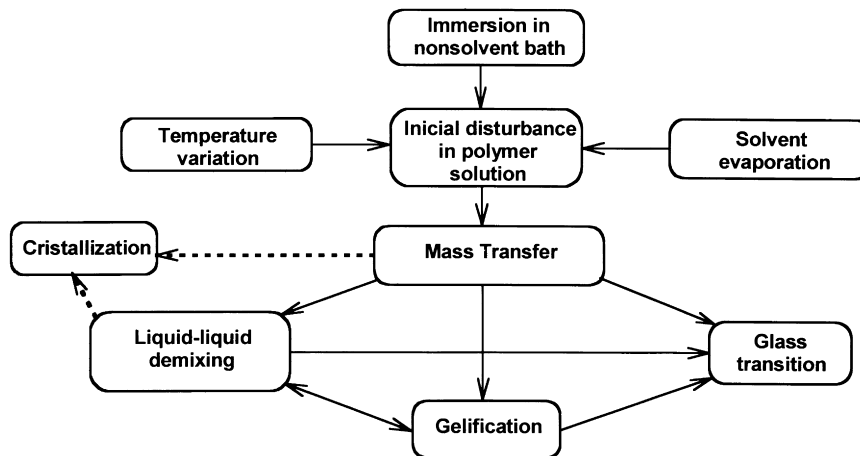 Immersion in
nonsolvent bath
Temperature
variation
Inicial disturbance
in polymer
solution
Solvent
evaporation
Cristallization
Mass Transfer
Liquid-liquid
demixing
Glass
transition
Gelification